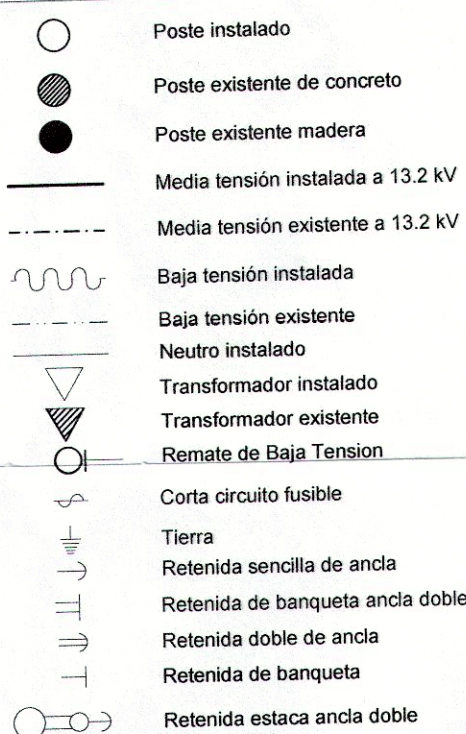 Poste instalado
Poste existente de concreto
Poste existente madera
Media tensión instalada a 13.2 kV
Media tensión existente a 13.2 kV
Baja tensión instalada
Baja tensión existente
Neutro instalado
Transformador instalado
Transformador existente
Remate de Baja Tension
Corta circuito fusible
Tierra
Retenida sencilla de ancla
Retenida de banqueta ancla doble
Retenida doble de ancla
Retenida de banqueta
Retenida estaca ancla doble